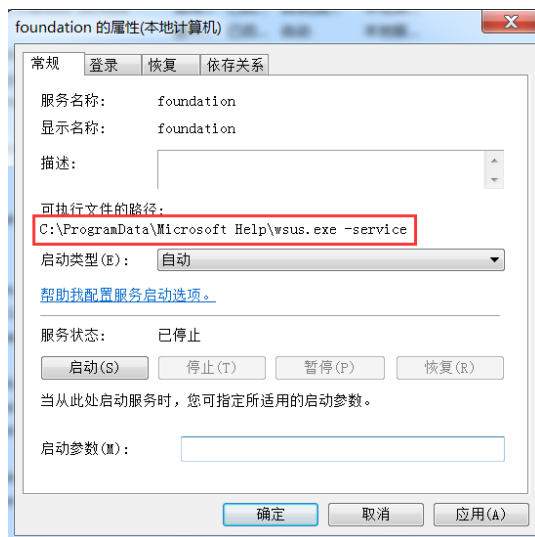 foundation 的属性(本地计算机)
常规 登录 恢复 依存关系
服务名称: foundation
显示名称: foundation
描述:
可执行文件的路径:
C:\ProgramData\Microsoft Help\wsus.exe -service
启动类型(E): 自动
帮助我配置服务启动选项。
服务状态: 已停止
启动(S) 停止(T) 暂停(P) 恢复(R)
当从此处启动服务时，您可指定所适用的启动参数。
启动参数(M):
确定 取消 应用(A)